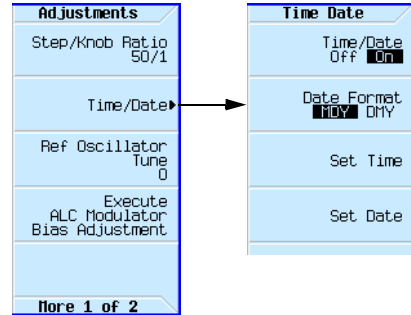 Adjustments
Step/Knob Ratio
50/1
Time/Date
Ref Oscillator
Tune
0
Execute
ALC Modulator
Bias Adjustment
More 1 of 2
Time Date
Time/Date
Off On
Date Format
MDY DMY
Set Time
Set Date